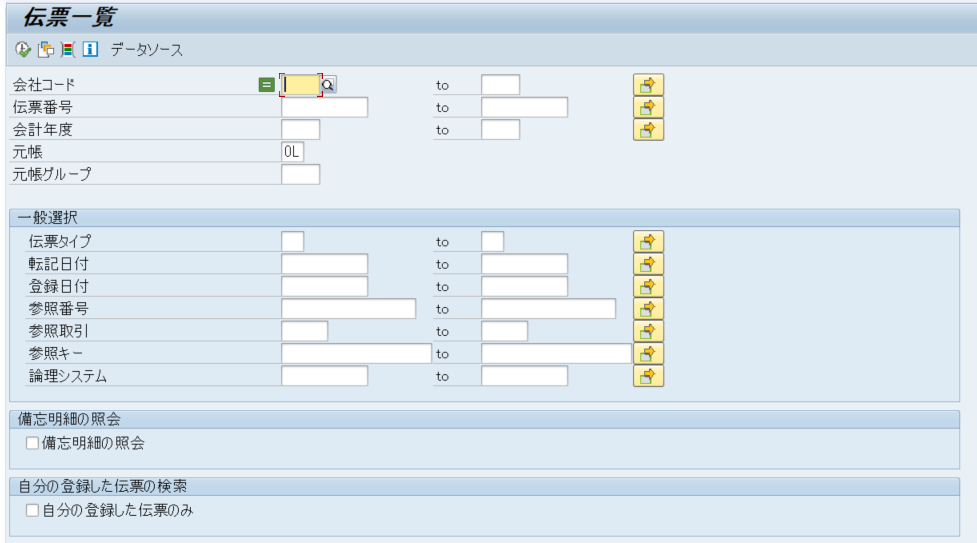 伝票一覧
データソース
会社コード to
伝票番号 to
会計年度 to
元帳 0L
元帳グループ
一般選択
伝票タイプ to
転記日付 to
登録日付 to
参照番号 to
参照取引 to
参照キー to
論理システム to
備忘明細の照会
備忘明細の照会
自分の登録した伝票の検索
自分の登録した伝票のみ